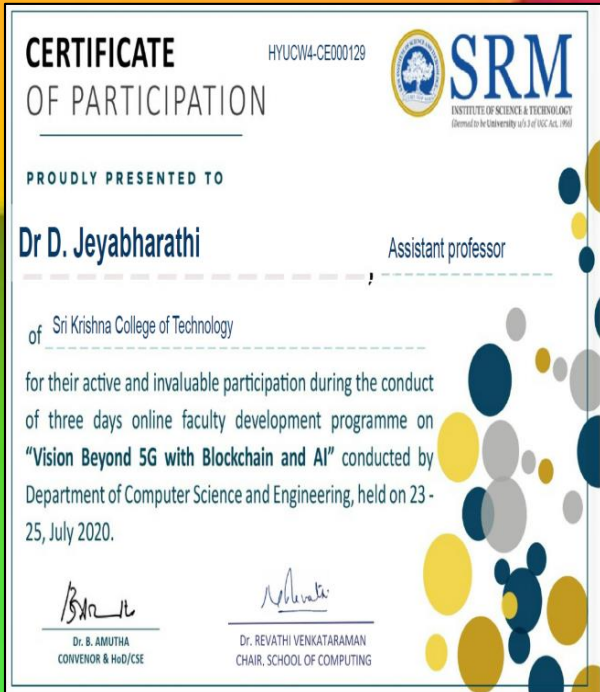 CERTIFICATE
HYUCW4-CE000129
OF PARTICIPATION
SRM
INSTITUTE OF SCIENCE & TECHNOLOGY
(Deemed to be University u/s 3 of UGC Act, 1956)
PROUDLY PRESENTED TO
Dr D. Jeyabharathi
, Assistant professor
of Sri Krishna College of Technology
for their active and invaluable participation during the conduct
of three days online faculty development programme on
“Vision Beyond 5G with Blockchain and AI” conducted by
Department of Computer Science and Engineering, held on 23 -
25, July 2020.
Dr. B. AMUTHA
CONVENOR & HoD/CSE
Dr. REVATHI VENKATARAMAN
CHAIR, SCHOOL OF COMPUTING